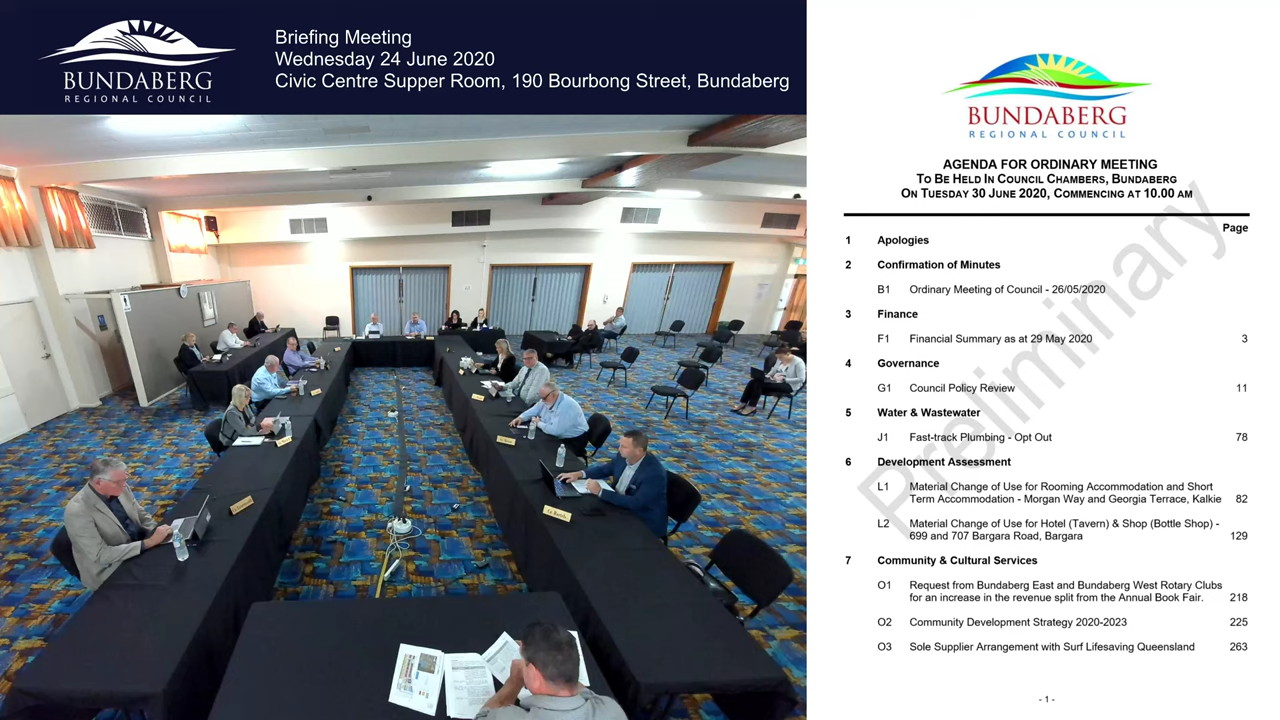 BUNDABERG
REGIONAL COUNCIL
Briefing Meeting
Wednesday 24 June 2020
Civic Centre Supper Room, 190 Bourbong Street, Bundaberg
BUNDABERG
REGIONAL COUNCIL
AGENDA FOR ORDINARY MEETING
TO BE HELD IN COUNCIL CHAMBERS, BUNDABERG
ON TUESDAY 30 JUNE 2020, COMMENCING AT 10.00 AM
Page
1 Apologies
2 Confirmation of Minutes
B1 Ordinary Meeting of Council - 26/05/2020
3 Finance
F1 Financial Summary as at 29 May 2020 3
4 Governance
G1 Council Policy Review 11
5 Water & Wastewater
J1 Fast-track Plumbing - Opt Out 78
6 Development Assessment
L1 Material Change of Use for Rooming Accommodation and Short
Term Accommodation - Morgan Way and Georgia Terrace, Kalkie 82
L2 Material Change of Use for Hotel (Tavern) & Shop (Bottle Shop) -
699 and 707 Bargara Road, Bargara 129
7 Community & Cultural Services
O1 Request from Bundaberg East and Bundaberg West Rotary Clubs
for an increase in the revenue split from the Annual Book Fair. 218
O2 Community Development Strategy 2020-2023 225
O3 Sole Supplier Arrangement with Surf Lifesaving Queensland 263
- 1 -
Preliminary